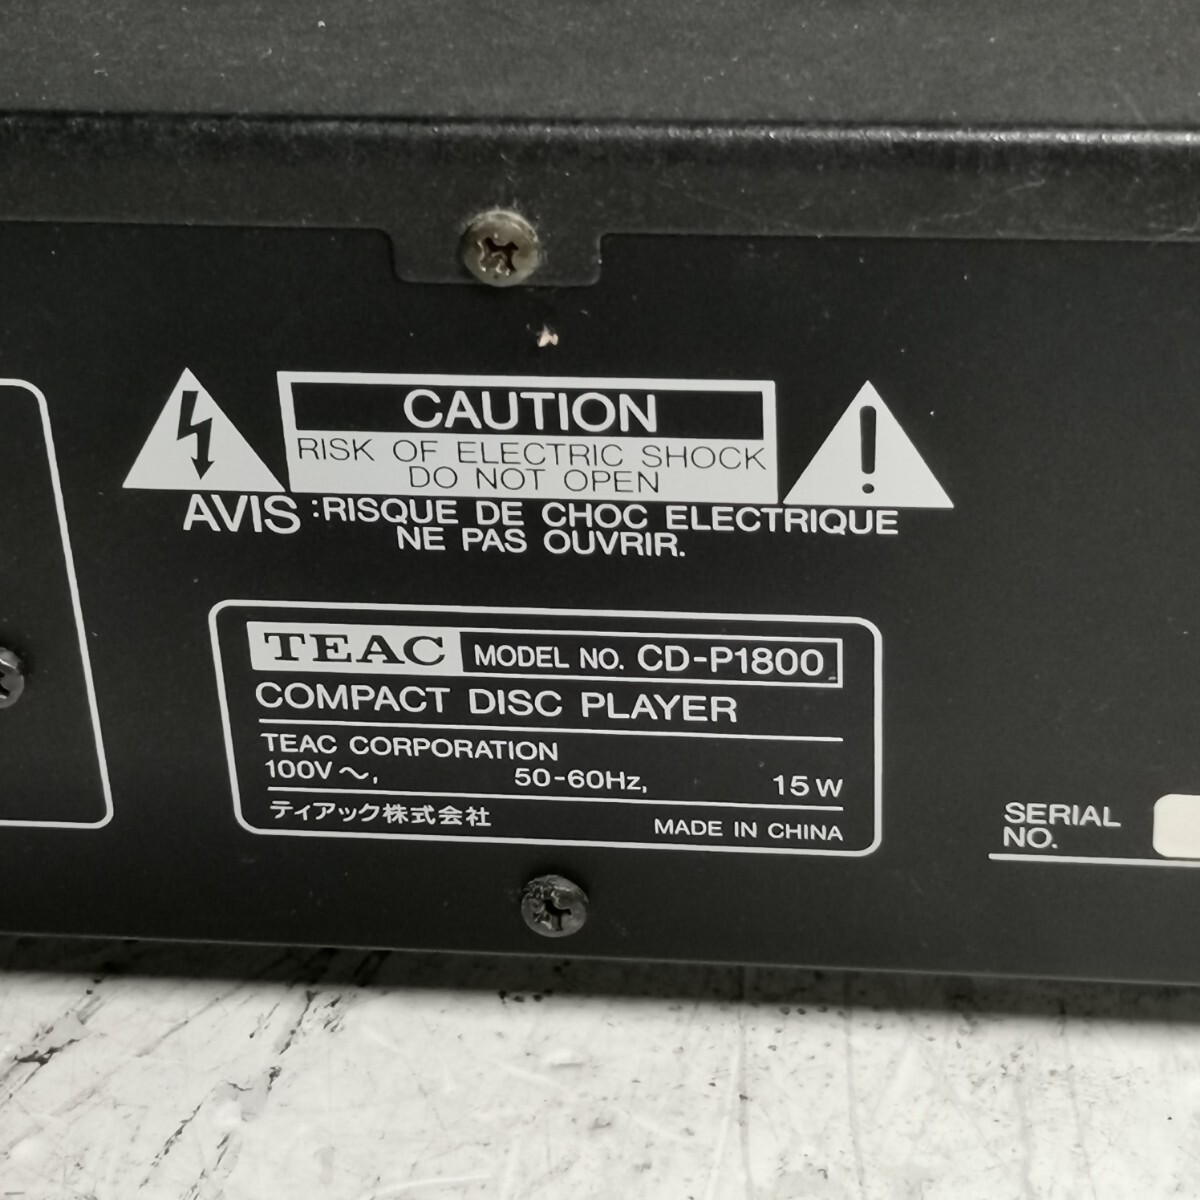 CAUTION
RISK OF ELECTRIC SHOCK
DO NOT OPEN
AVIS :RISQUE DE CHOC ELECTRIQUE
NE PAS OUVRIR.
TEAC MODEL NO. CD-P1800
COMPACT DISC PLAYER
TEAC CORPORATION
100V~, 50-60Hz, 15W
ティアック株式会社
MADE IN CHINA
SERIAL
NO.